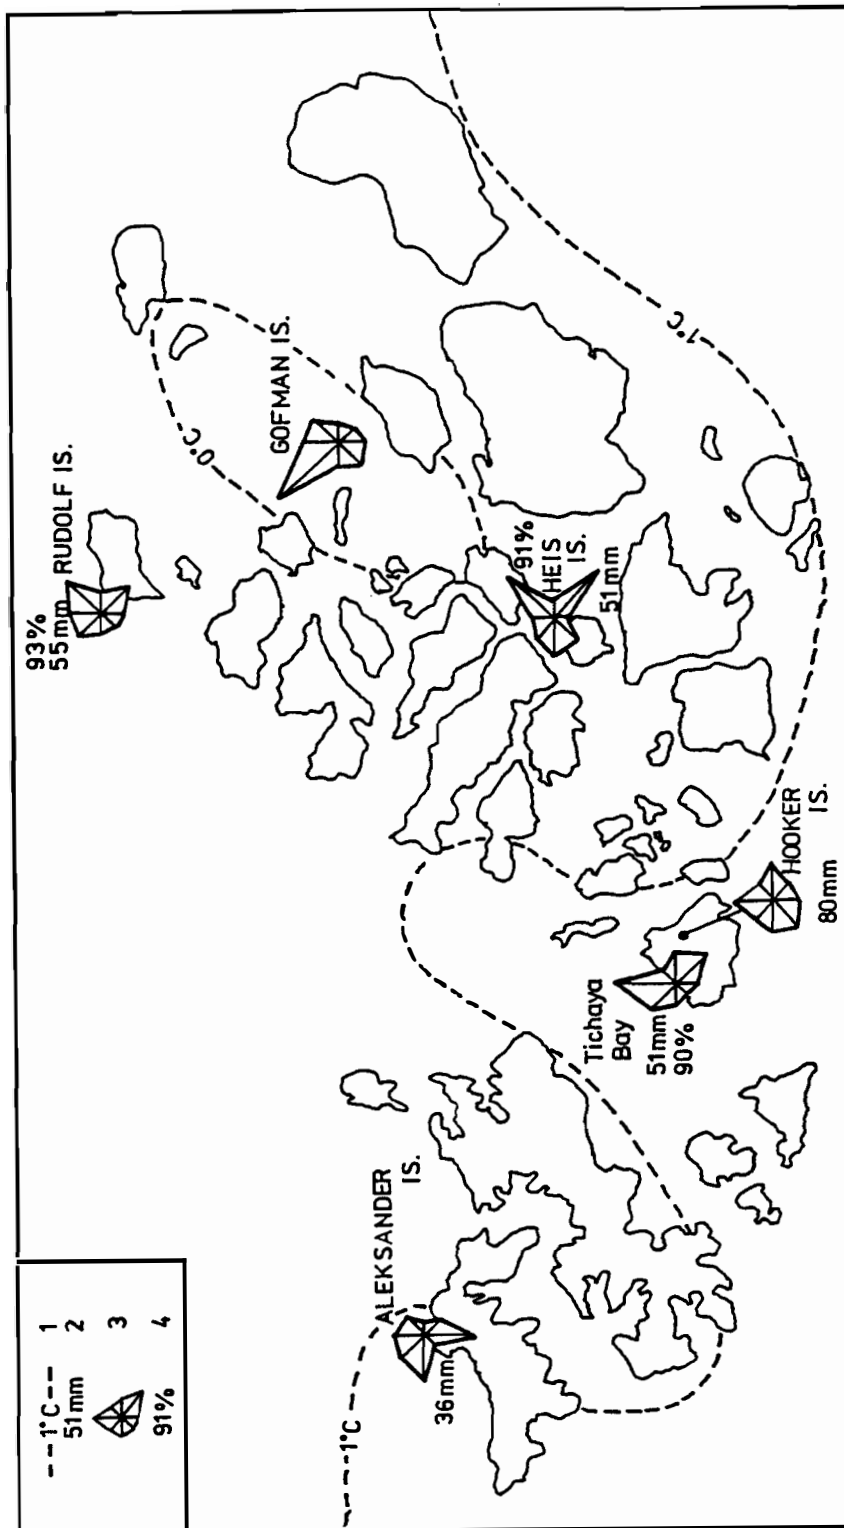 1°C 1
51mm 2
3
91% 4
93%
55mm
RUDOLF IS.
0°C
GOFMAN IS.
91%
HEIS
IS.
51mm
1°C
HOOKER
IS.
80mm
Tichaya
Bay
51mm
90%
ALEKSANDER
IS.
36mm
1°C